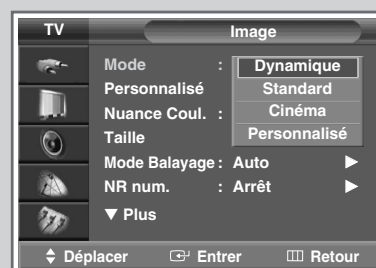 TV
Image
Mode :
Dynamique
Personnalisé
Standard
Nuance Coul. :
Cinéma
Taille
Personnalisé
Mode Balayage : Auto ▶
NR num. : Arrêt ▶
▼ Plus
Déplacer Entrer Retour